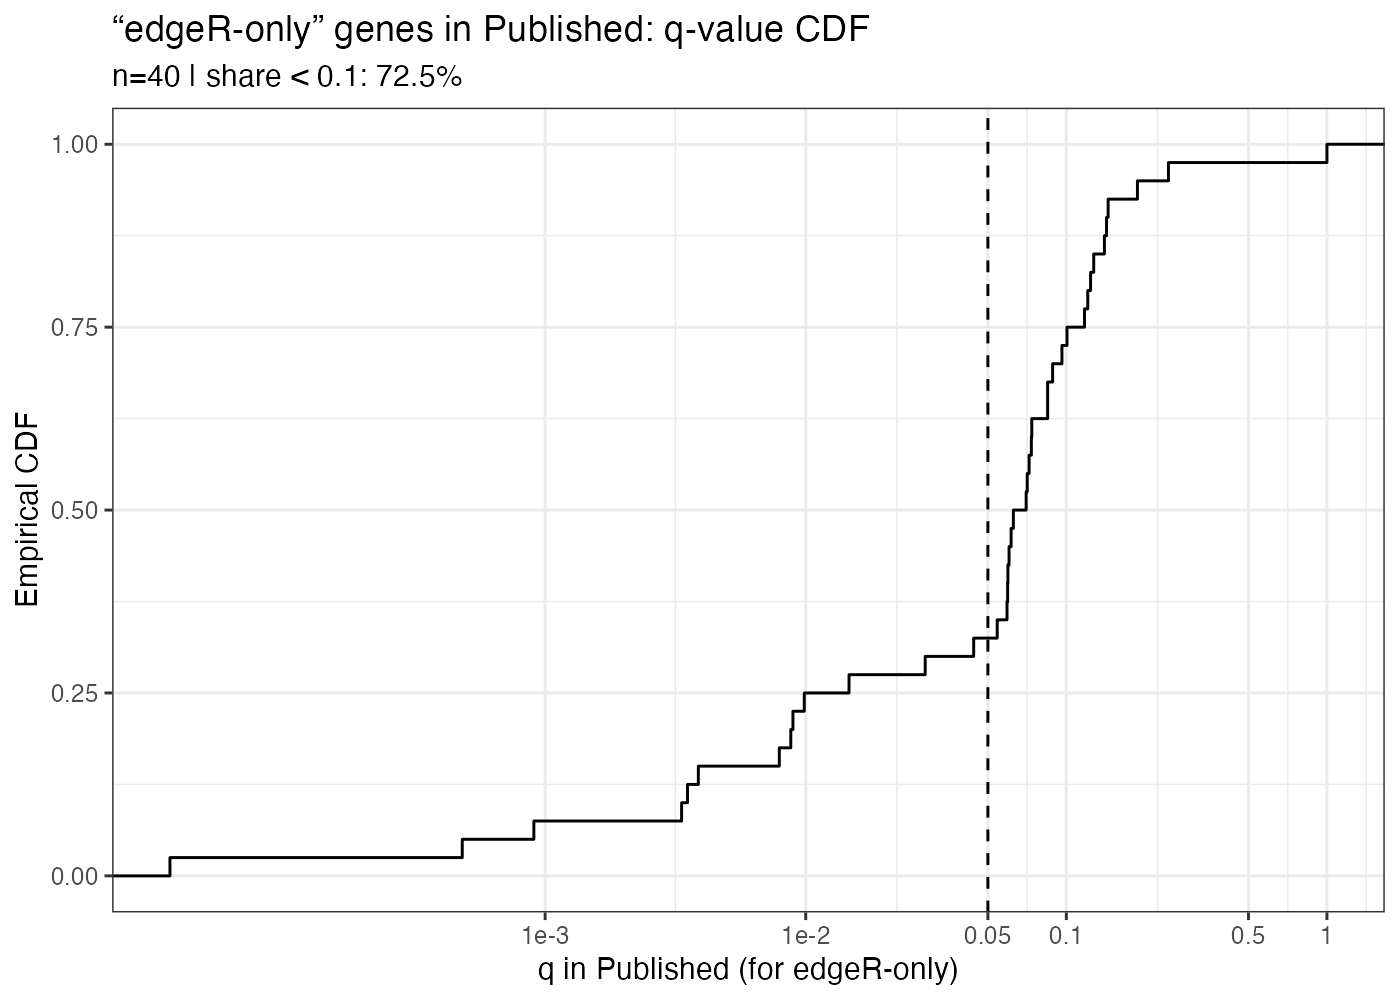 “edgeR-only” genes in Published: q-value CDF
n=40 | share < 0.1: 72.5%
1.00
0.75
0.50
0.25
0.00
Empirical CDF
1e-3
1e-2
0.05
0.1
0.5
1
q in Published (for edgeR-only)